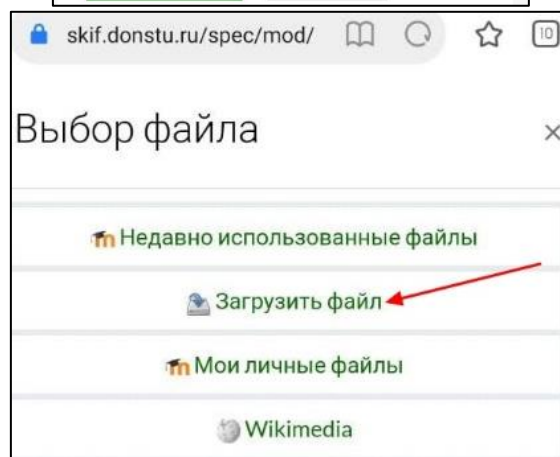 skif.donstu.ru/spec/mod/ 10
Выбор файла ×
Недавно использованные файлы
Загрузить файл
Мои личные файлы
Wikimedia